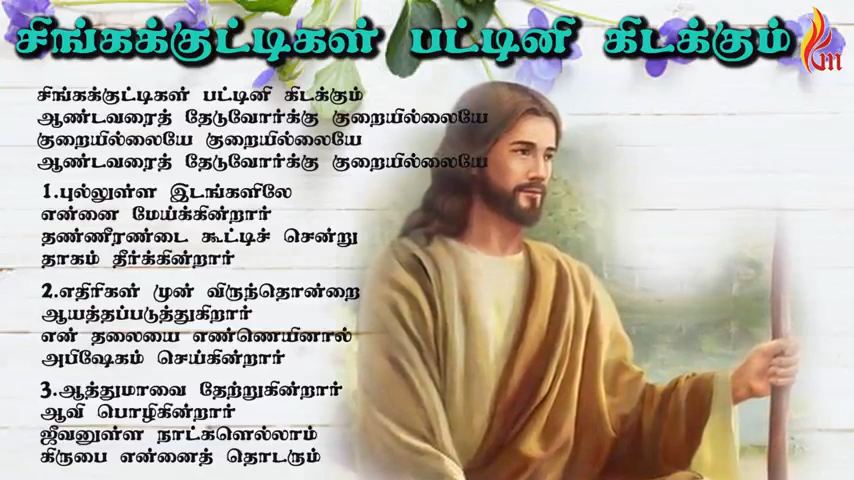 சிங்கக்குட்டிகள் பட்டினி கிடக்கும்
சிங்கக்குட்டிகள் பட்டினி கிடக்கும்
ஆண்டவரைத் தேடுவோர்க்கு குறையில்லையே
குறையில்லையே குறையில்லையே
ஆண்டவரைத் தேடுவோர்க்கு குறையில்லையே
1.புல்லுள்ள இடங்களிலே
என்னை மேய்க்கின்றார்
தண்ணீரண்டை கூட்டிச் சென்று
தாகம் தீர்க்கின்றார்
2.எதிரிகள் முன் விருந்தொன்றை
ஆயத்தப்படுத்துகிறார்
என் தலையை எண்ணெயினால்
அபிஷேகம் செய்கின்றார்
3.ஆத்துமாவை தேற்றுகின்றார்
ஆவி பொழிகின்றார்
ஜீவனுள்ள நாட்களெல்லாம்
கிருபை என்னைத் தொடரும்